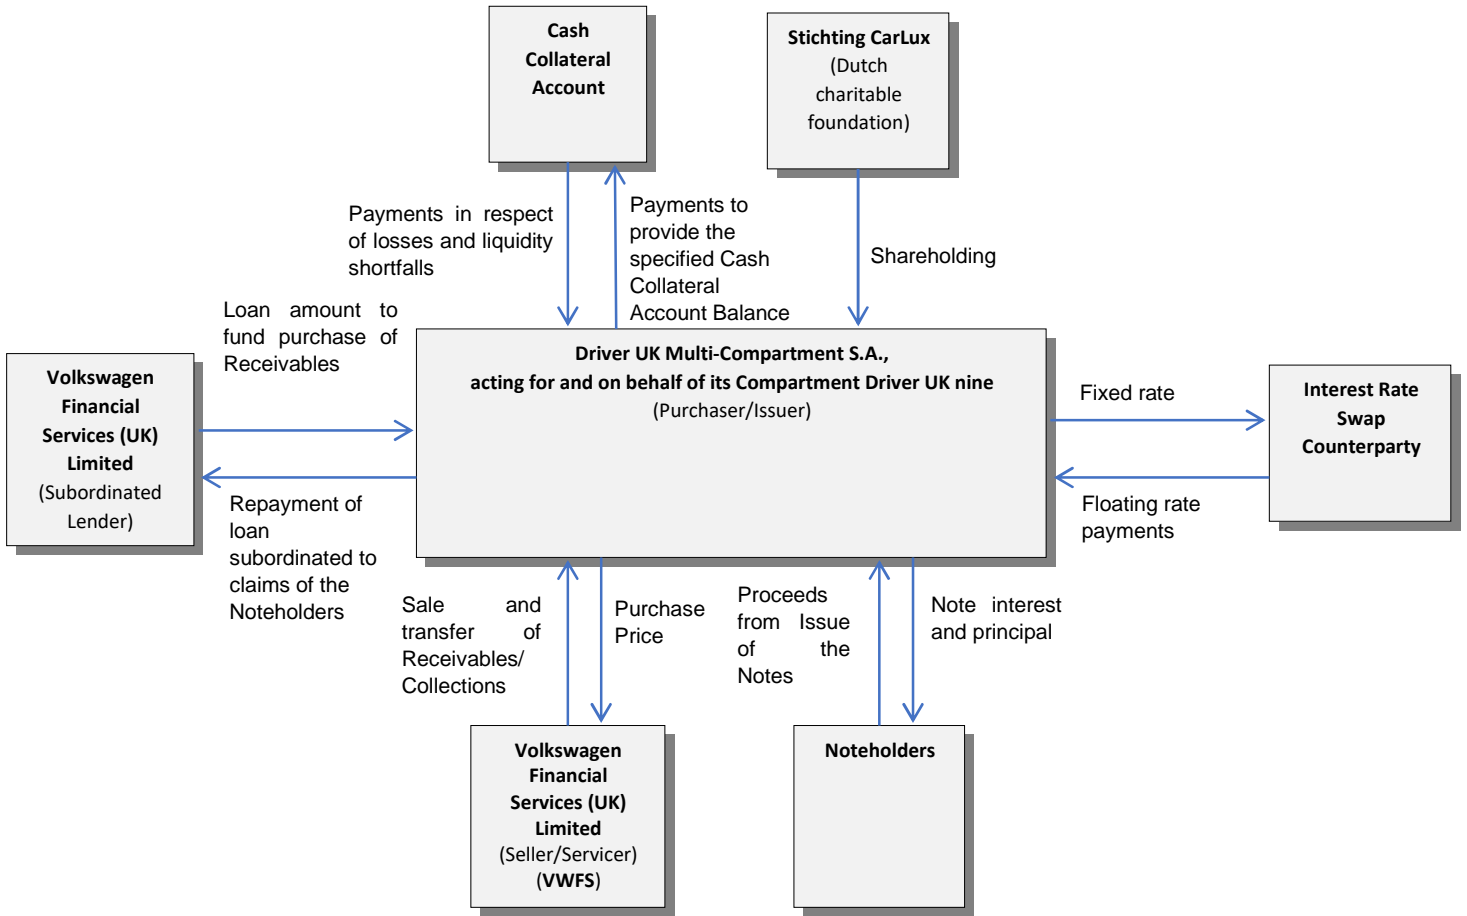 Cash
Collateral
Account
Stichting CarLux
(Dutch
charitable
foundation)
Payments in respect
of losses and liquidity
shortfalls
Payments to
provide the
specified Cash
Collateral
Account Balance
Shareholding
Loan amount to
fund purchase of
Receivables
Volkswagen
Financial
Services (UK)
Limited
(Subordinated
Lender)
Driver UK Multi-Compartment S.A.,
acting for and on behalf of its Compartment Driver UK nine
(Purchaser/Issuer)
Fixed rate
Interest Rate
Swap
Counterparty
Floating rate
payments
Repayment of
loan
subordinated to
claims of the
Noteholders
Sale and
transfer of
Receivables/
Collections
Purchase
Price
Proceeds
from Issue
of the
Notes
Note interest
and principal
Volkswagen
Financial
Services (UK)
Limited
(Seller/Servicer)
(VWFS)
Noteholders